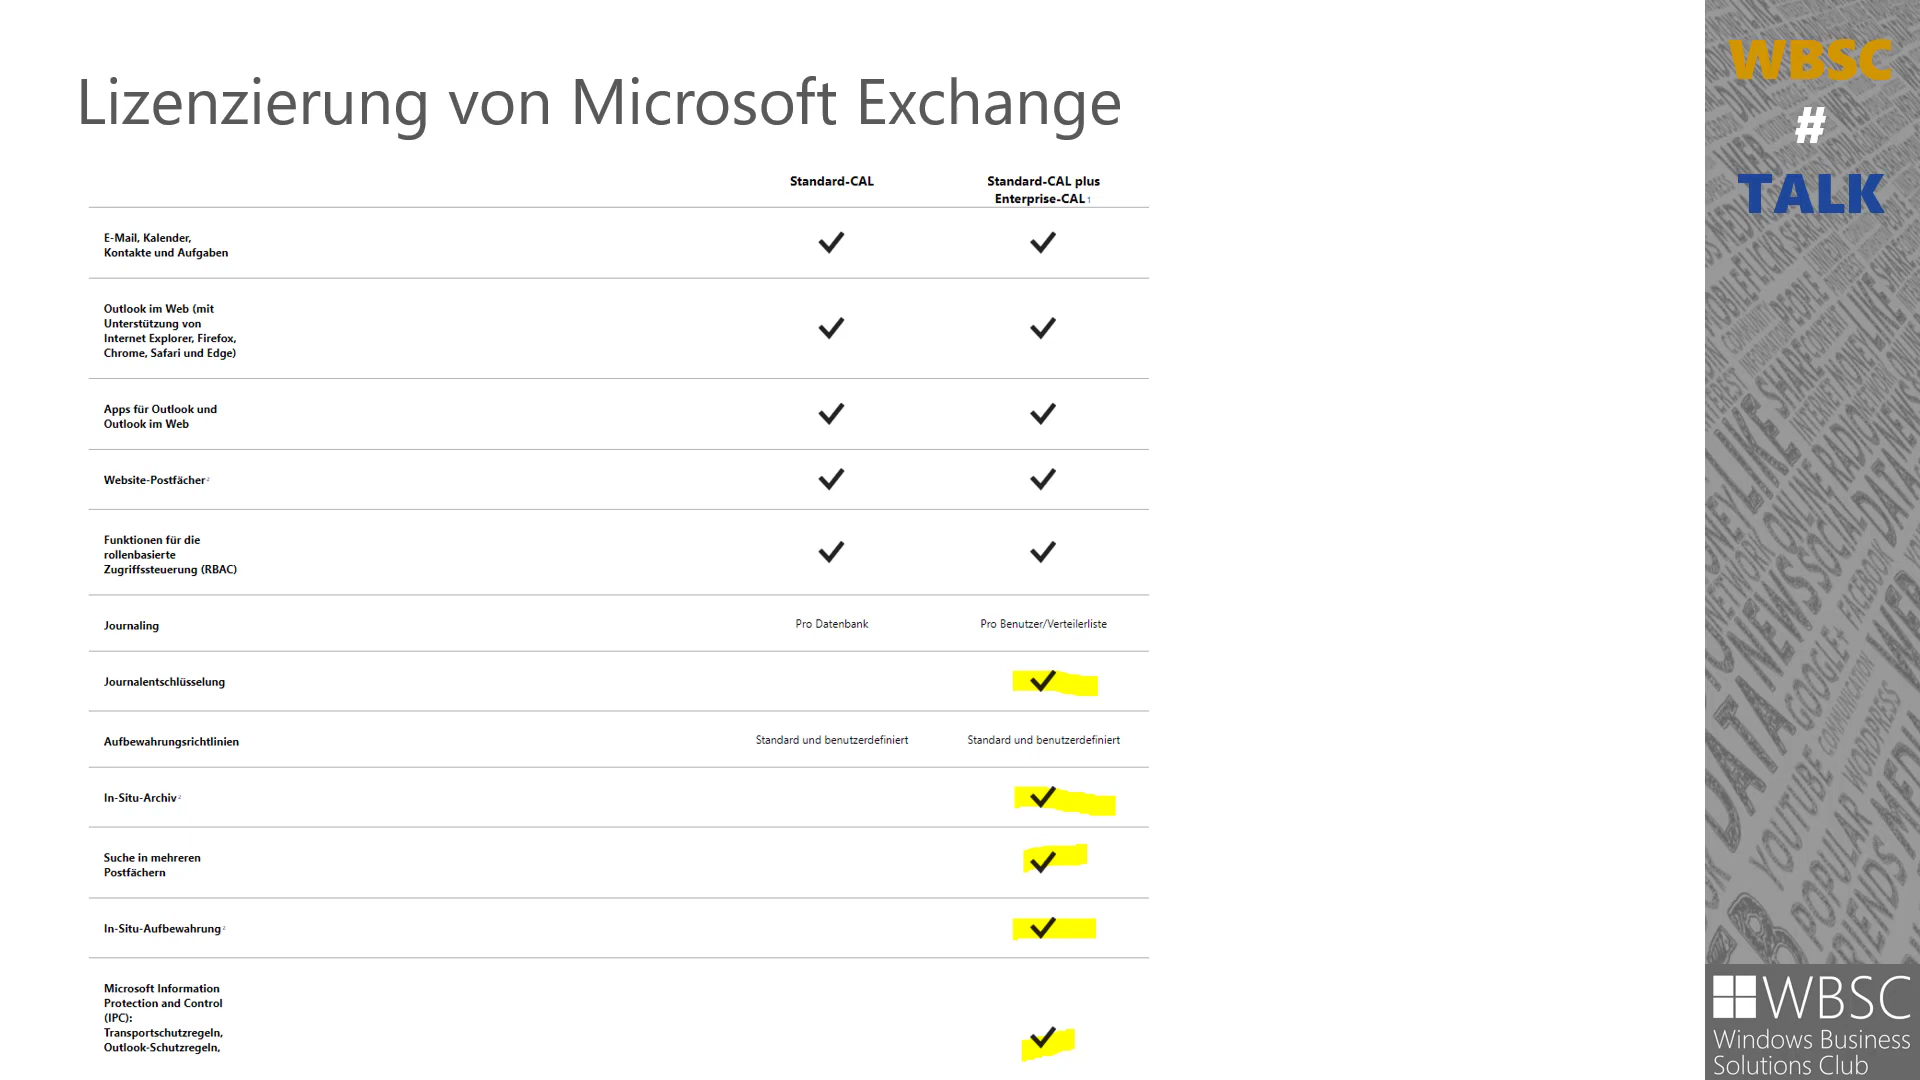 Lizenzierung von Microsoft Exchange
Standard-CAL
Standard-CAL plus
Enterprise-CAL 1
E-Mail, Kalender,
Kontakte und Aufgaben
Outlook im Web (mit
Unterstützung von
Internet Explorer, Firefox,
Chrome, Safari und Edge)
Apps für Outlook und
Outlook im Web
Website-Postfächer 2
Funktionen für die
rollenbasierte
Zugriffssteuerung (RBAC)
Journaling
Pro Datenbank
Pro Benutzer/Verteilerliste
Journalentschlüsselung
Aufbewahrungsrichtlinien
Standard und benutzerdefiniert
Standard und benutzerdefiniert
In-Situ-Archiv 2
Suche in mehreren
Postfächern
In-Situ-Aufbewahrung 2
Microsoft Information
Protection and Control
(IPC):
Transportschutzregeln,
Outlook-Schutzregeln,
WBSC
#
TALK
WBSC
Windows Business
Solutions Club